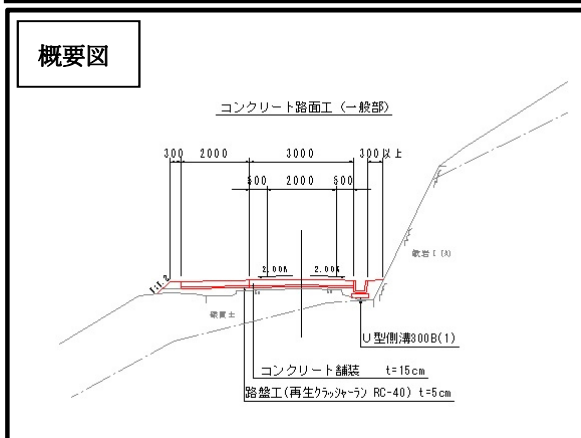 概要図
コンクリート路面工 (一般部)
300 2000 3000 300以上
500 2000 500
2.00% 2.00%
1:1.2
軟岩I (A)
礫質土
U型側溝300B(1)
コンクリート舗装 t=15cm
路盤工(再生クラッシャーラン RC-40) t=5cm